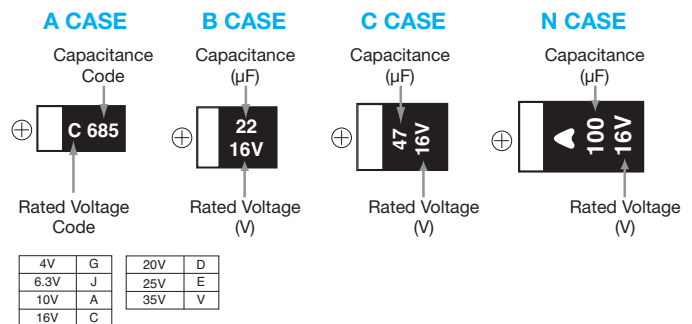 A CASE
B CASE
C CASE
N CASE
Capacitance
Code
Capacitance
(µF)
Capacitance
(µF)
Capacitance
(µF)
C 685
22
16V
47
16V
100
16V
Rated Voltage
Code
Rated Voltage
(V)
Rated Voltage
(V)
Rated Voltage
(V)
4V G
6.3V J
10V A
16V C
20V D
25V E
35V V